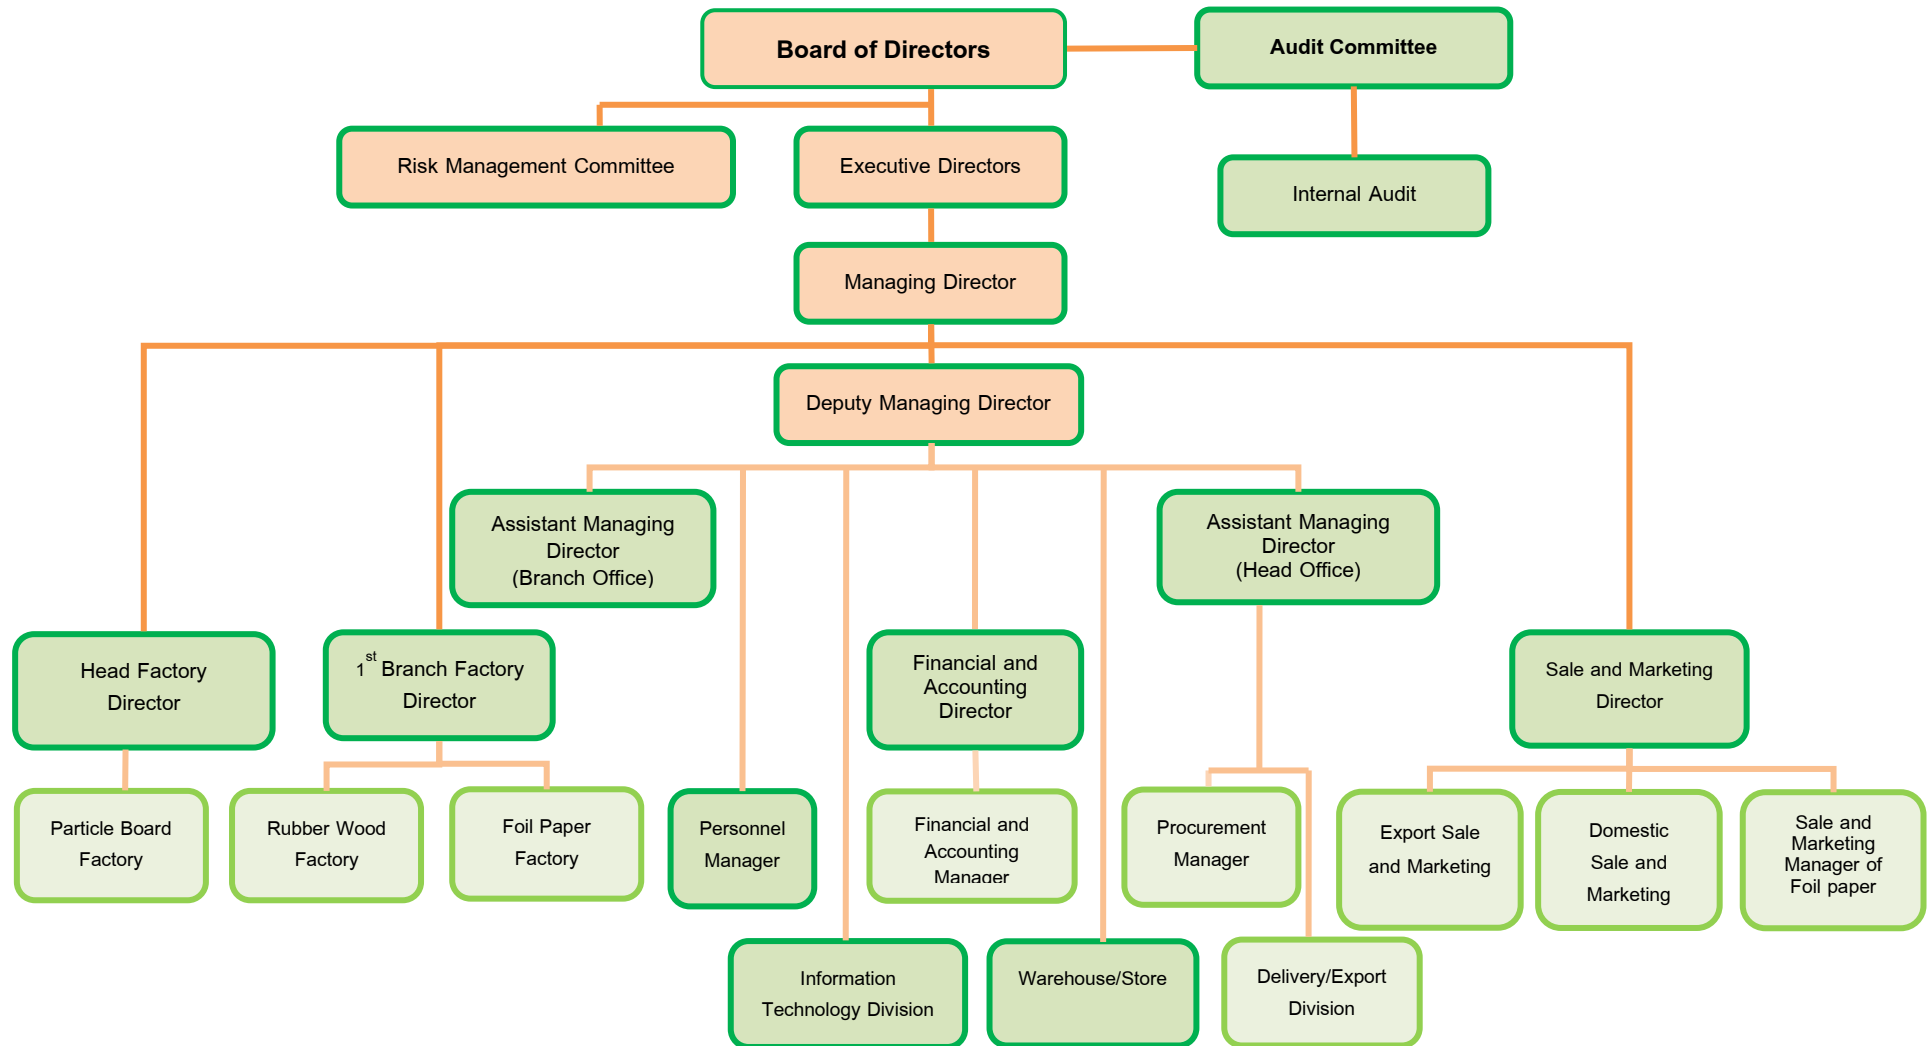 Board of Directors
Audit Committee
Risk Management Committee
Executive Directors
Internal Audit
Managing Director
Deputy Managing Director
Assistant Managing
Director
(Branch Office)
Assistant Managing
Director
(Head Office)
Head Factory
Director
1st Branch Factory
Director
Financial and
Accounting
Director
Sale and Marketing
Director
Particle Board
Factory
Rubber Wood
Factory
Foil Paper
Factory
Personnel
Manager
Financial and
Accounting
Manager
Procurement
Manager
Export Sale
and Marketing
Domestic
Sale and
Marketing
Sale and
Marketing
Manager of
Foil paper
Information
Technology Division
Warehouse/Store
Delivery/Export
Division